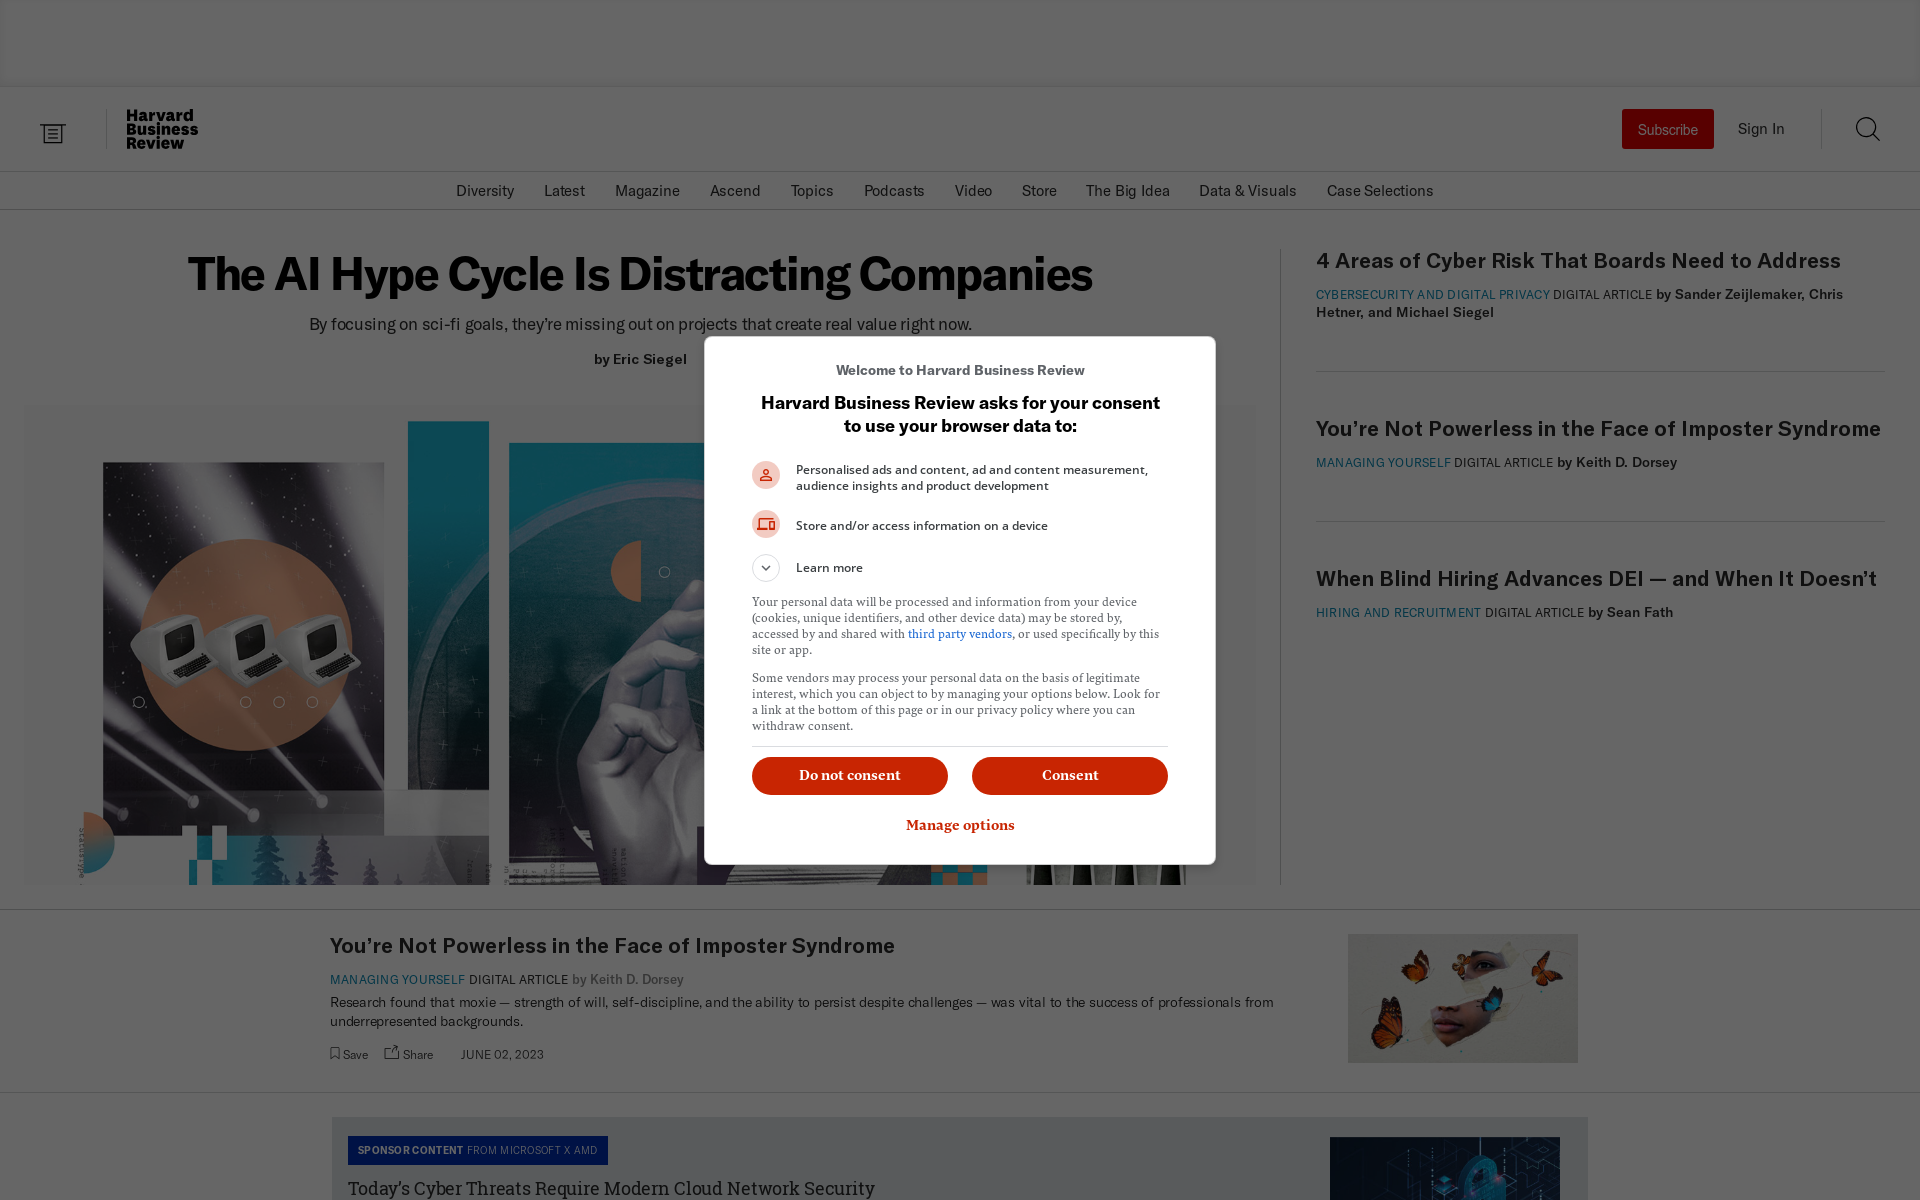 Harvard
Business
Review
Subscribe
Sign In
Diversity Latest Magazine Ascend Topics Podcasts Video Store The Big Idea Data & Visuals Case Selections
The AI Hype Cycle Is Distracting Companies
By focusing on sci-fi goals, they’re missing out on projects that create real value right now.
by Eric Siegel
4 Areas of Cyber Risk That Boards Need to Address
CYBERSECURITY AND DIGITAL PRIVACY DIGITAL ARTICLE by Sander Zeijlemaker, Chris
Hetner, and Michael Siegel
You’re Not Powerless in the Face of Imposter Syndrome
MANAGING YOURSELF DIGITAL ARTICLE by Keith D. Dorsey
When Blind Hiring Advances DEI — and When It Doesn’t
HIRING AND RECRUITMENT DIGITAL ARTICLE by Sean Fath
Welcome to Harvard Business Review
Harvard Business Review asks for your consent
to use your browser data to:
Personalised ads and content, ad and content measurement,
audience insights and product development
Store and/or access information on a device
Learn more
Your personal data will be processed and information from your device
(cookies, unique identifiers, and other device data) may be stored by,
accessed by and shared with third party vendors, or used specifically by this
site or app.
Some vendors may process your personal data on the basis of legitimate
interest, which you can object to by managing your options below. Look for
a link at the bottom of this page or in our privacy policy where you can
withdraw consent.
Do not consent
Consent
Manage options
You’re Not Powerless in the Face of Imposter Syndrome
MANAGING YOURSELF DIGITAL ARTICLE by Keith D. Dorsey
Research found that moxie — strength of will, self-discipline, and the ability to persist despite challenges — was vital to the success of professionals from
underrepresented backgrounds.
Save Share JUNE 02, 2023
SPONSOR CONTENT FROM MICROSOFT X AMD
Today’s Cyber Threats Require Modern Cloud Network Security